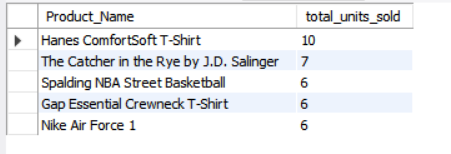 Product_Name total_units_sold
Hanes ComfortSoft T-Shirt 10
The Catcher in the Rye by J.D. Salinger 7
Spalding NBA Street Basketball 6
Gap Essential Crewneck T-Shirt 6
Nike Air Force 1 6